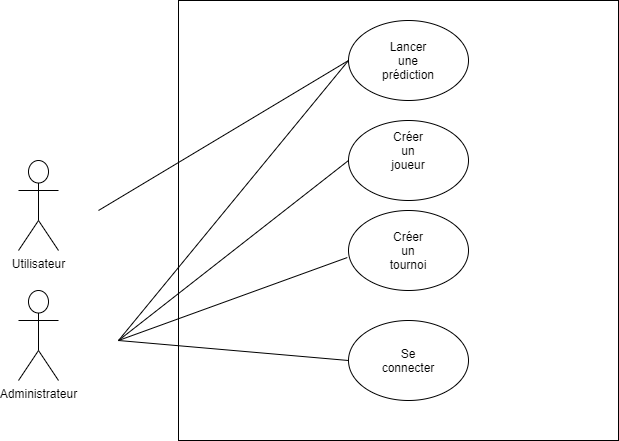 Lancer
une
prédiction
Créer
un
joueur
Créer
un
tournoi
Utilisateur
Se
connecter
Administrateur